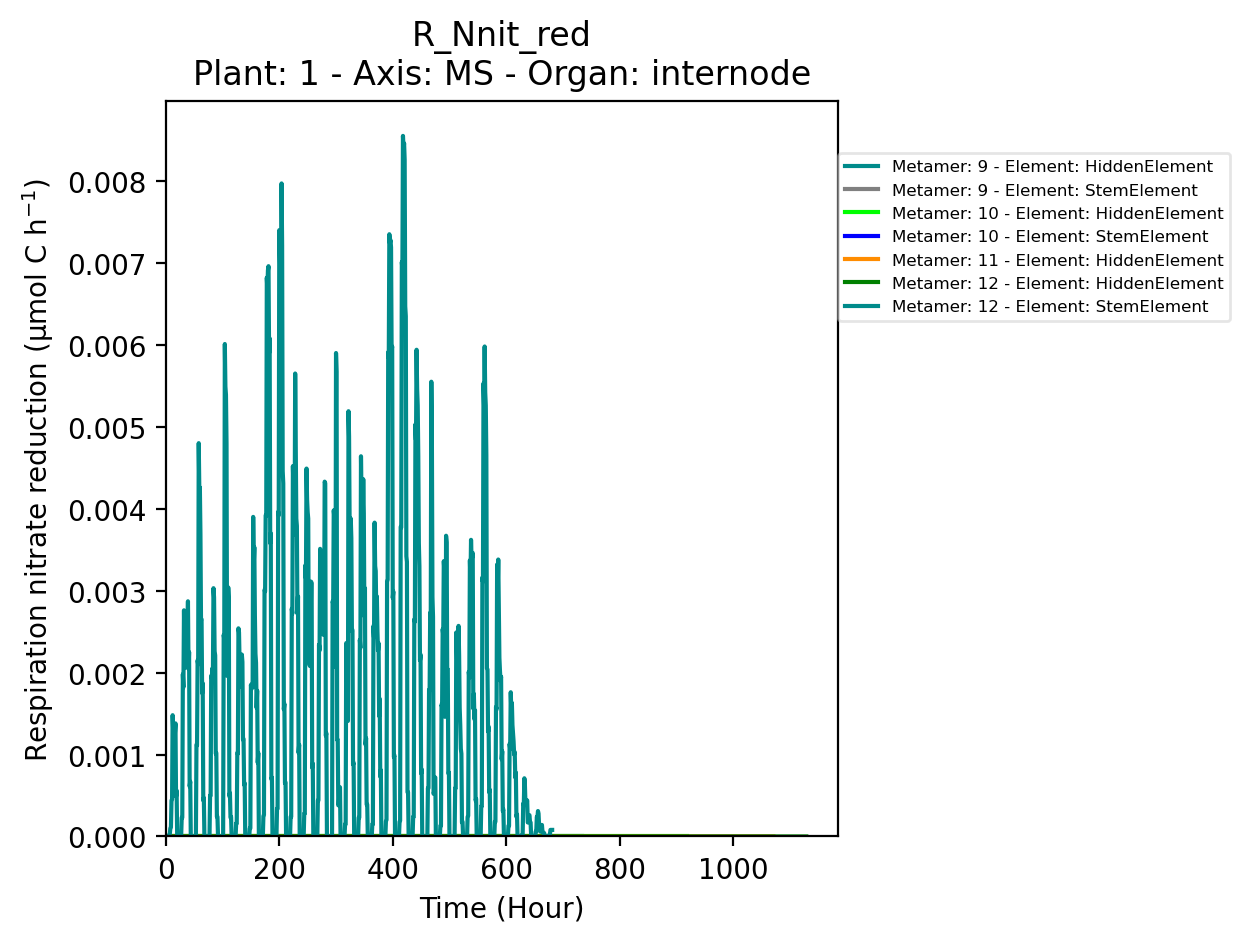 R_Nnit_red
Plant: 1 - Axis: MS - Organ: internode
Respiration nitrate reduction (µmol C h⁻¹)
0.008
0.007
0.006
0.005
0.004
0.003
0.002
0.001
0.000
0 200 400 600 800 1000
Time (Hour)
Metamer: 9 - Element: HiddenElement
Metamer: 9 - Element: StemElement
Metamer: 10 - Element: HiddenElement
Metamer: 10 - Element: StemElement
Metamer: 11 - Element: HiddenElement
Metamer: 12 - Element: HiddenElement
Metamer: 12 - Element: StemElement